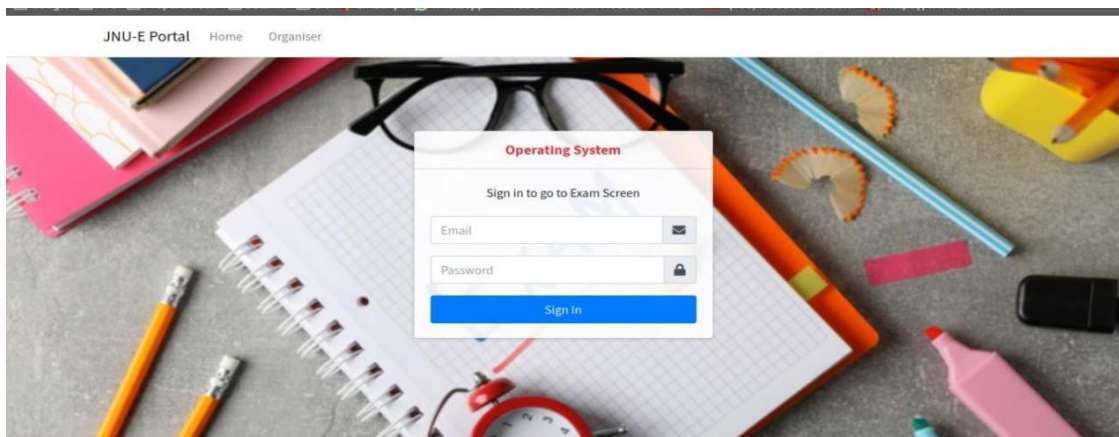 JNU-E Portal Home Organiser
Operating System
Sign in to go to Exam Screen
Email
Password
Sign In